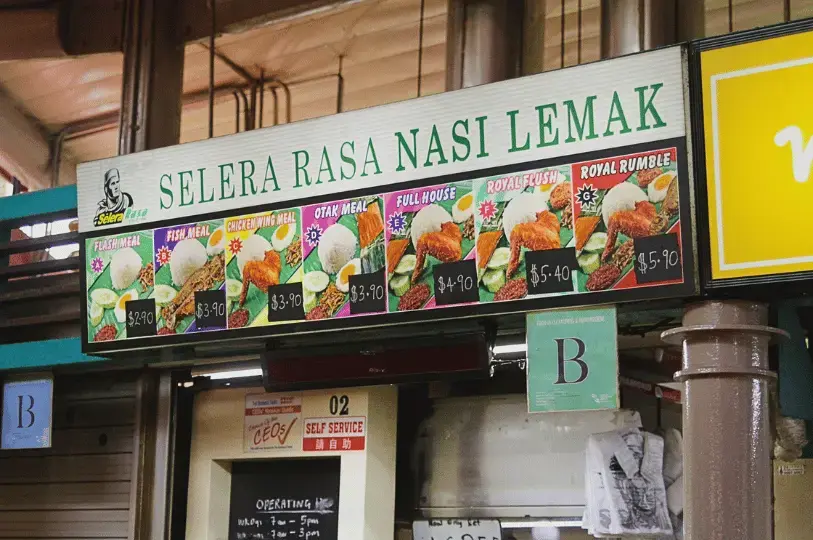 SELERA RASA NASI LEMAK
Selera Rasa
FLASH MEAL
A
$2.90
FISH MEAL
B
$3.90
CHICKEN WING MEAL
C
$3.90
OTAK MEAL
D
$3.90
FULL HOUSE
E
$4.90
ROYAL FLUSH
F
$5.40
ROYAL RUMBLE
G
$5.90
B
B
02
SELF SERVICE
請自助
CEOs
OPERATING
WKDys - 7am - 5pm
7am - 3pm